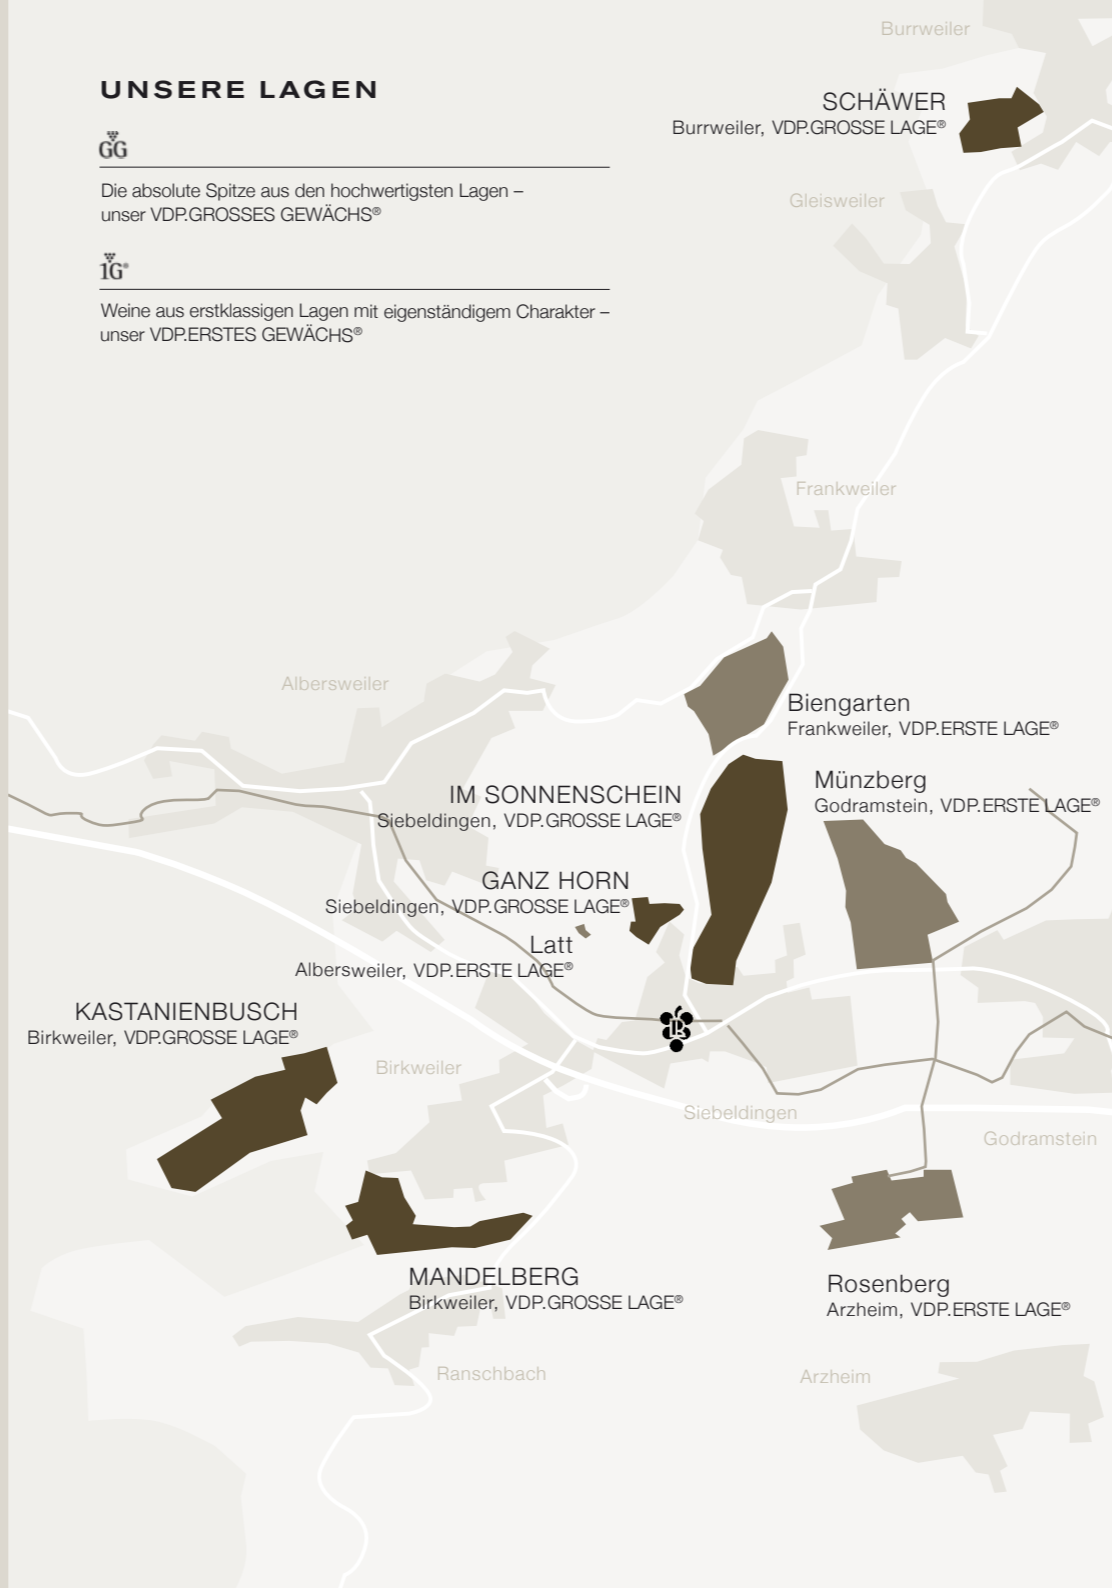 UNSERE LAGEN
GG
Die absolute Spitze aus den hochwertigsten Lagen –
unser VDP.GROSSES GEWÄCHS®
1G®
Weine aus erstklassigen Lagen mit eigenständigem Charakter –
unser VDP.ERSTES GEWÄCHS®
Burrweiler
SCHÄWER
Burrweiler, VDP.GROSSE LAGE®
Gleisweiler
Frankweiler
Albersweiler
Biengarten
Frankweiler, VDP.ERSTE LAGE®
IM SONNENSCHEIN
Siebeldingen, VDP.GROSSE LAGE®
Münzberg
Godramstein, VDP.ERSTE LAGE®
GANZ HORN
Siebeldingen, VDP.GROSSE LAGE®
Latt
Albersweiler, VDP.ERSTE LAGE®
KASTANIENBUSCH
Birkweiler, VDP.GROSSE LAGE®
Birkweiler
Siebeldingen
Godramstein
MANDELBERG
Birkweiler, VDP.GROSSE LAGE®
Rosenberg
Arzheim, VDP.ERSTE LAGE®
Ranschbach
Arzheim